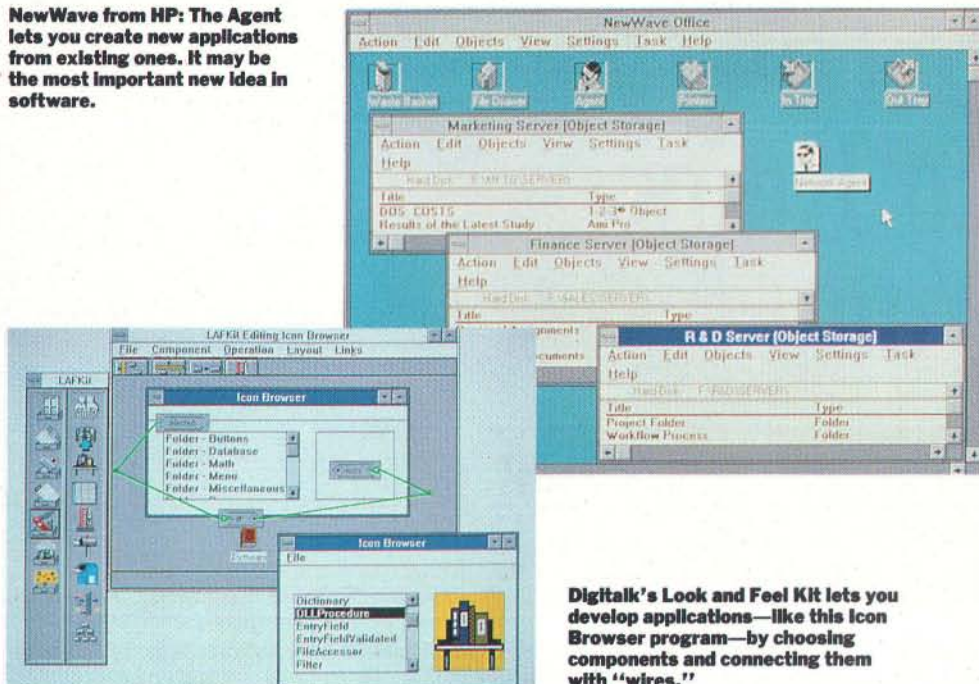 NewWave from HP: The Agent
lets you create new applications
from existing ones. It may be
the most important new idea in
software.
NewWave Office
Action Edit Objects View Settings Task Help
Waste Basket File Drawer Agent Printers In Tray Out Tray
Network Agent
Marketing Server [Object Storage]
Action Edit Objects View Settings Task
Help
Title Type
DOS COSTS 1-2-3 Object
Results of the Latest Study Ami Pro
Finance Server [Object Storage]
Action Edit Objects View Settings Task
Help
Title Type
R & D Server [Object Storage]
Action Edit Objects View Settings Task
Help
Title Type
Project Folder Folder
Workflow Process Folder
LAFKit Editing Icon Browser
File Component Operation Layout Links
LAFKit
Icon Browser
Folder - Buttons
Folder - Database
Folder - Math
Folder - Menu
Folder - Miscellaneous
Icon Browser
File
Dictionary
DLLProcedure
EntryField
EntryFieldValidated
FileAccessor
Filter
Digitalk's Look and Feel Kit lets you
develop applications—like this Icon
Browser program—by choosing
components and connecting them
with "wires."